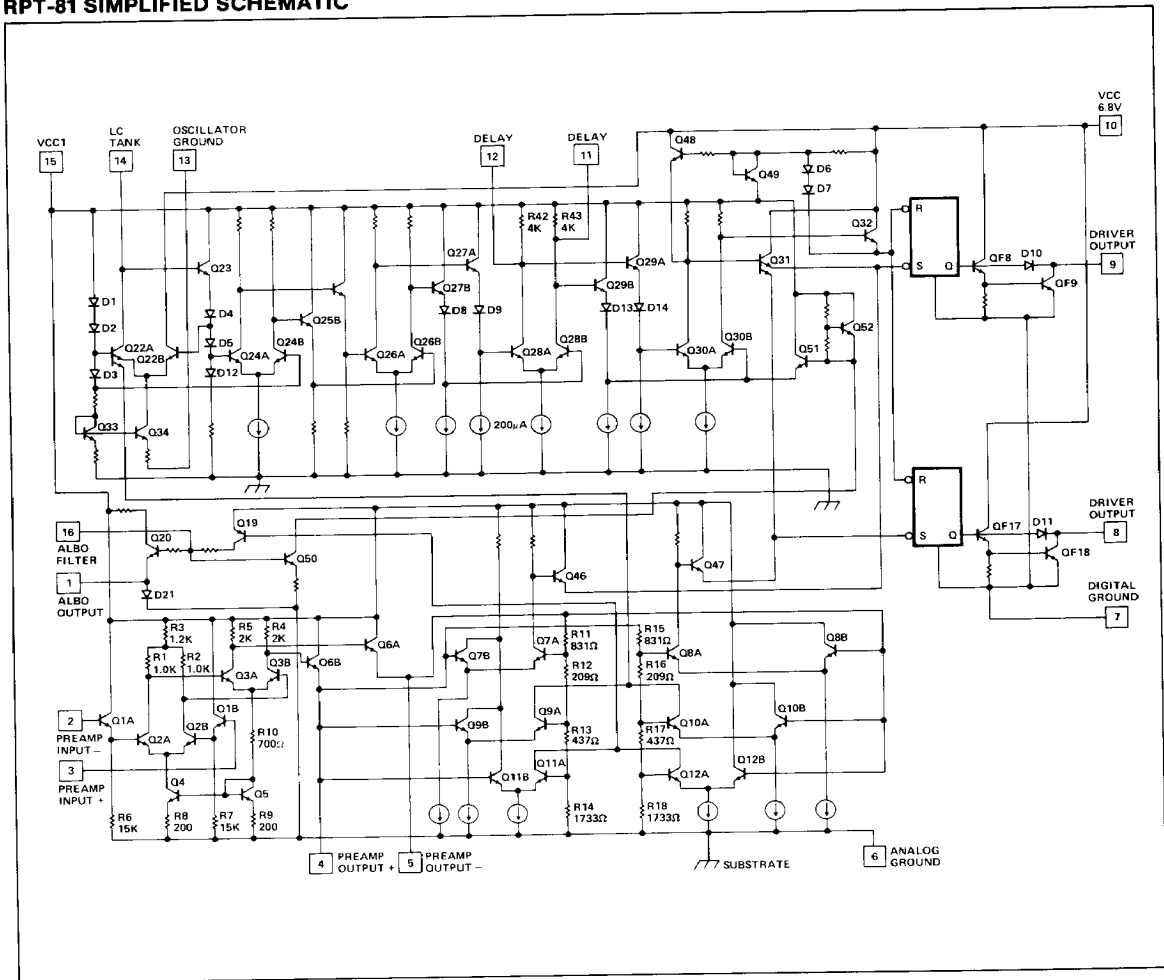 RPT-81 SIMPLIFIED SCHEMATIC
VCC1
15
LC
TANK
14
OSCILLATOR
GROUND
13
DELAY
12
DELAY
11
VCC
6.8V
10
Q48
Q49
D6
D7
Q32
R
S
Q
QF8
D10
QF9
DRIVER
OUTPUT
9
D1
D2
D3
Q22A
Q22B
Q23
D4
D5
D12
Q24A
Q24B
Q25B
Q26A
Q26B
Q27A
Q27B
D8
D9
R42
4K
R43
4K
Q28A
Q28B
Q29A
Q29B
D13
D14
Q30A
Q30B
Q31
Q51
Q52
Q33
Q34
200μA
R
S
Q
QF17
D11
QF18
DRIVER
OUTPUT
8
DIGITAL
GROUND
7
16
ALBO
FILTER
1
ALBO
OUTPUT
Q20
Q19
Q50
D21
Q46
Q47
R3
1.2K
R1
1.0K
R2
1.0K
R5
2K
R4
2K
Q3A
Q3B
Q6B
Q6A
Q7B
Q7A
R11
831Ω
R12
209Ω
R15
831Ω
R16
209Ω
Q8A
Q8B
2
PREAMP
INPUT−
3
PREAMP
INPUT +
Q1A
Q2A
Q2B
Q1B
R10
700Ω
Q9B
Q9A
R13
437Ω
Q10A
R17
437Ω
Q10B
Q4
Q5
Q11B
Q11A
Q12A
Q12B
R6
15K
R8
200
R7
15K
R9
200
R14
1733Ω
R18
1733Ω
4
PREAMP
OUTPUT +
5
PREAMP
OUTPUT−
SUBSTRATE
6
ANALOG
GROUND